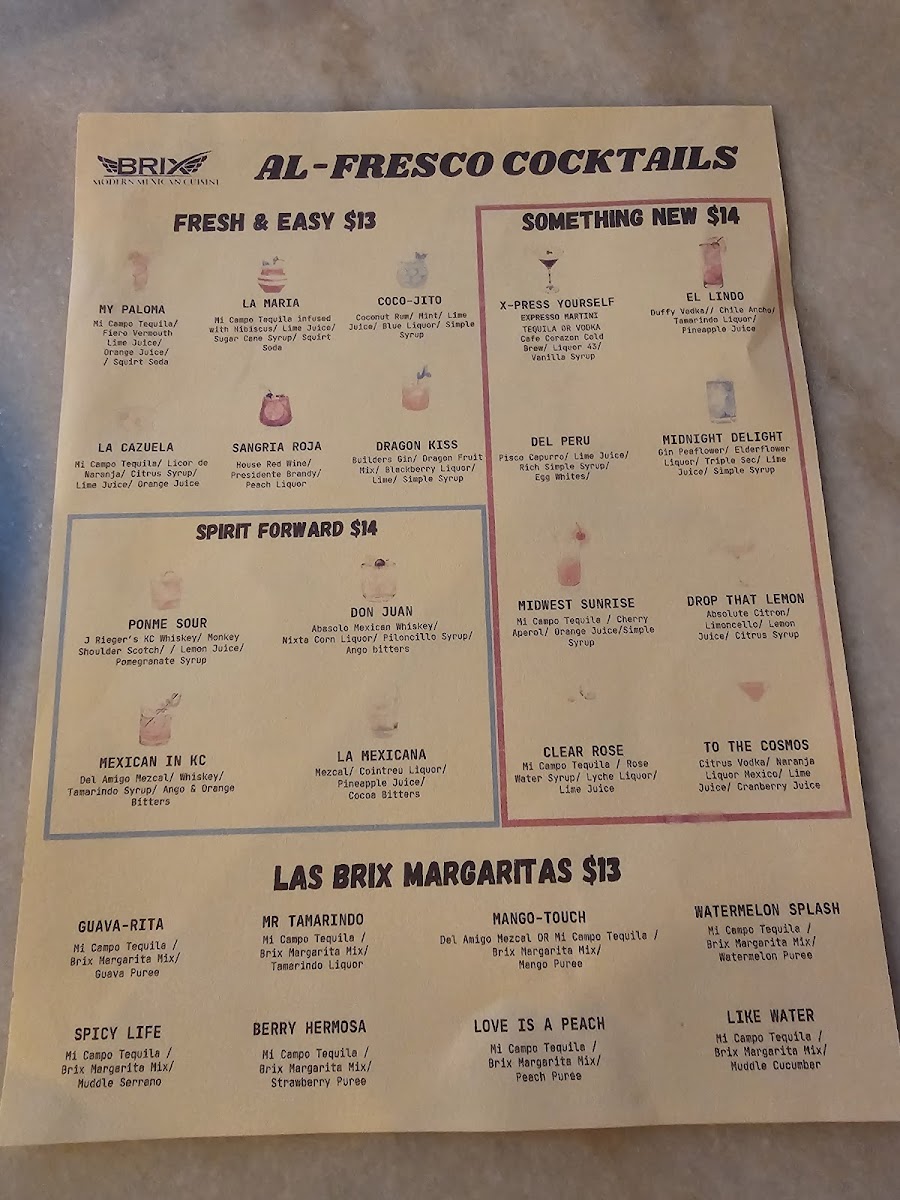 BRIX
MODERN MEXICAN CUISINE
AL-FRESCO COCKTAILS
FRESH & EASY $13
MY PALOMA
Mi Campo Tequila/
Fiero Vermouth
Lime Juice/
Orange Juice/
/ Squirt Soda
LA MARIA
Mi Campo Tequila infused
with Hibiscus/ Lime Juice/
Sugar Cane Syrup/ Squirt
Soda
COCO-JITO
Coconut Rum/ Mint/ Lime
Juice/ Blue Liquor/ Simple
Syrup
LA CAZUELA
Mi Campo Tequila/ Licor de
Naranja/ Citrus Syrup/
Lime Juice/ Orange Juice
SANGRIA ROJA
House Red Wine/
Presidente Brandy/
Peach Liquor
DRAGON KISS
Builders Gin/ Dragon Fruit
Mix/ Blackberry Liquor/
Lime/ Simple Syrup
SPIRIT FORWARD $14
PONME SOUR
J Rieger's KC Whiskey/ Monkey
Shoulder Scotch/ / Lemon Juice/
Pomegranate Syrup
DON JUAN
Abasolo Mexican Whiskey/
Nixta Corn Liquor/ Piloncillo Syrup/
Ango bitters
MEXICAN IN KC
Del Amigo Mezcal/ Whiskey/
Tamarindo Syrup/ Ango & Orange
Bitters
LA MEXICANA
Mezcal/ Cointreu Liquor/
Pineapple Juice/
Cocoa Bitters
SOMETHING NEW $14
X-PRESS YOURSELF
EXPRESSO MARTINI
TEQUILA OR VODKA
Cafe Corazon Cold
Brew/ Liquor 43/
Vanilla Syrup
EL LINDO
Duffy Vodka// Chile Ancho/
Tamarindo Liquor/
Pineapple Juice
DEL PERU
Pisco Capurro/ Lime Juice/
Rich Simple Syrup/
Egg Whites/
MIDNIGHT DELIGHT
Gin Peaflower/ Elderflower
Liquor/ Triple Sec/ Lime
Juice/ Simple Syrup
MIDWEST SUNRISE
Mi Campo Tequila / Cherry
Aperol/ Orange Juice/Simple
Syrup
DROP THAT LEMON
Absolute Citron/
Limoncello/ Lemon
Juice/ Citrus Syrup
CLEAR ROSE
Mi Campo Tequila / Rose
Water Syrup/ Lyche Liquor/
Lime Juice
TO THE COSMOS
Citrus Vodka/ Naranja
Liquor Mexico/ Lime
Juice/ Cranberry Juice
LAS BRIX MARGARITAS $13
GUAVA-RITA
Mi Campo Tequila /
Brix Margarita Mix/
Guava Puree
MR TAMARINDO
Mi Campo Tequila /
Brix Margarita Mix/
Tamarindo Liquor
MANGO-TOUCH
Del Amigo Mezcal OR Mi Campo Tequila /
Brix Margarita Mix/
Mango Puree
WATERMELON SPLASH
Mi Campo Tequila /
Brix Margarita Mix/
Watermelon Puree
SPICY LIFE
Mi Campo Tequila /
Brix Margarita Mix/
Muddle Serrano
BERRY HERMOSA
Mi Campo Tequila /
Brix Margarita Mix/
Strawberry Puree
LOVE IS A PEACH
Mi Campo Tequila /
Brix Margarita Mix/
Peach Puree
LIKE WATER
Mi Campo Tequila /
Brix Margarita Mix/
Muddle Cucumber